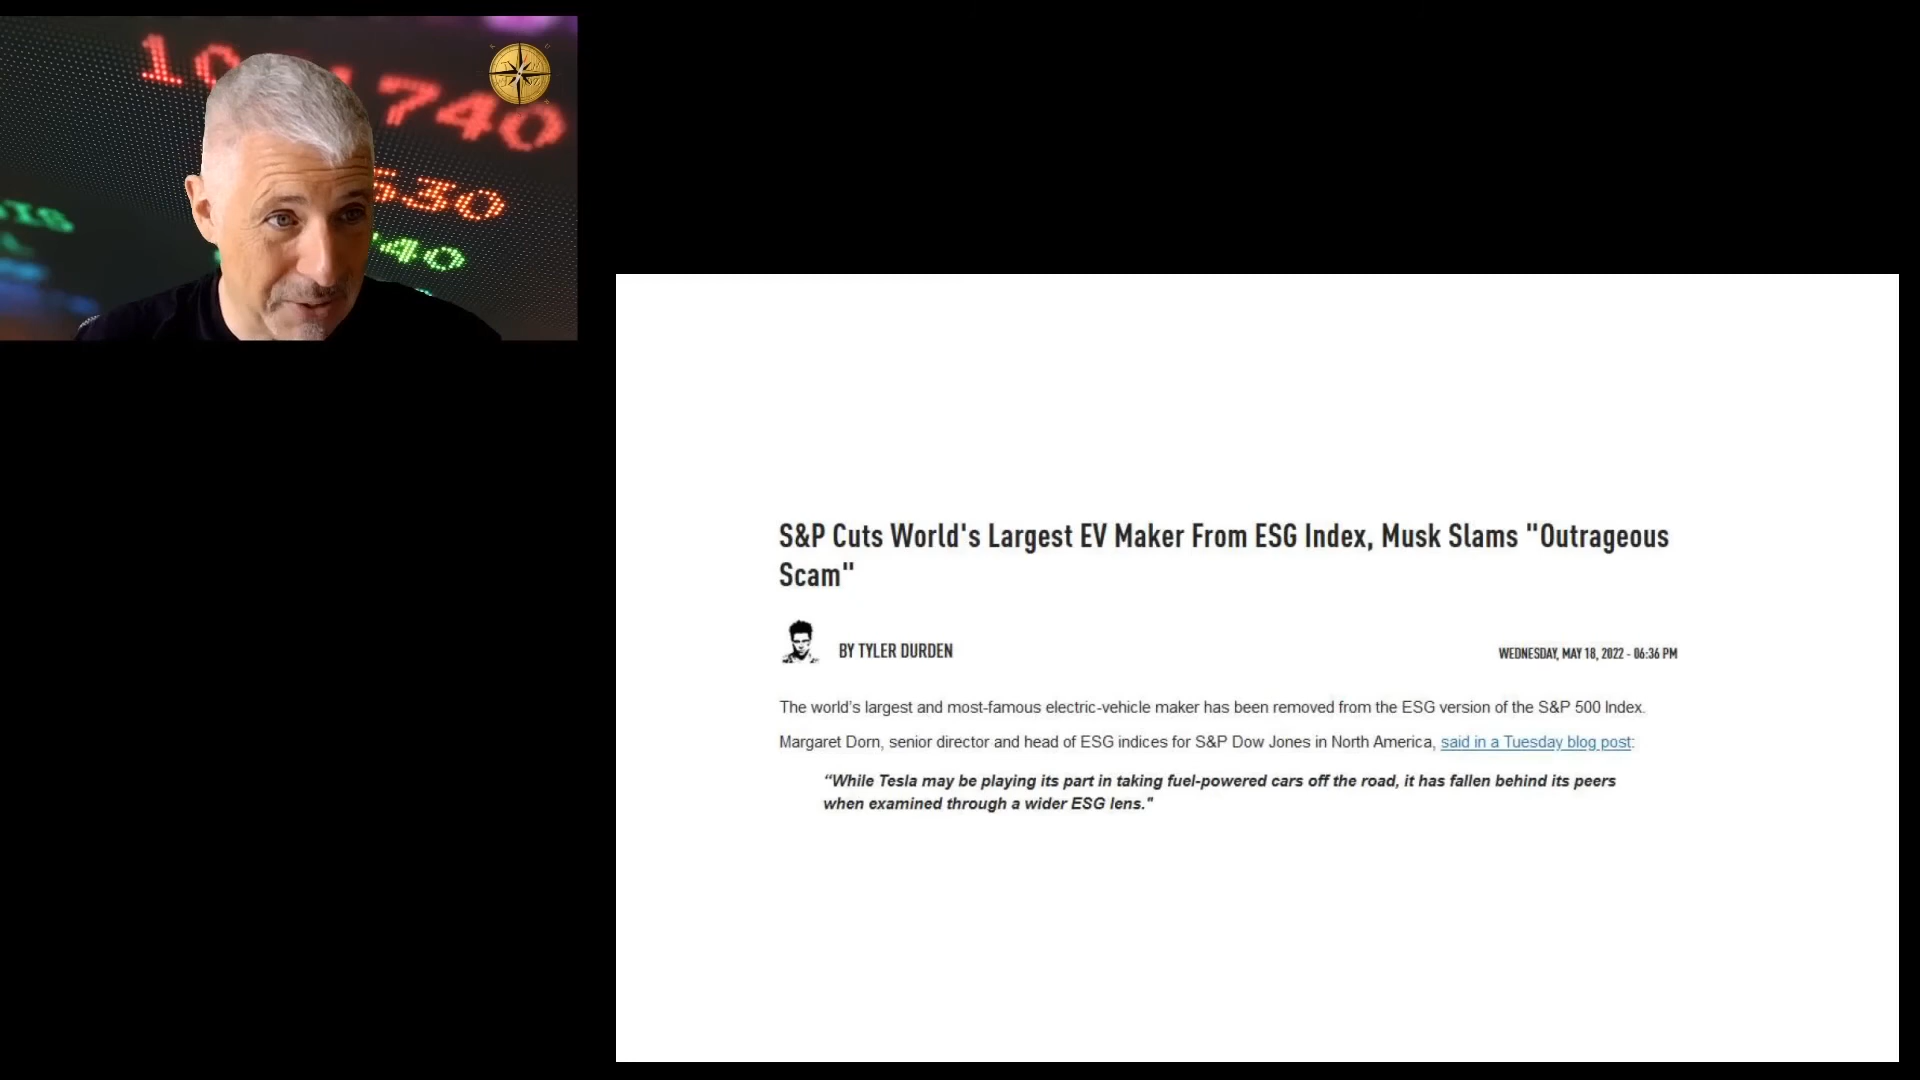 740
530
40
S&P Cuts World's Largest EV Maker From ESG Index, Musk Slams "Outrageous
Scam"
BY TYLER DURDEN
WEDNESDAY, MAY 18, 2022 - 06:36 PM
The world's largest and most-famous electric-vehicle maker has been removed from the ESG version of the S&P 500 Index.
Margaret Dorn, senior director and head of ESG indices for S&P Dow Jones in North America, said in a Tuesday blog post:
“While Tesla may be playing its part in taking fuel-powered cars off the road, it has fallen behind its peers
when examined through a wider ESG lens."